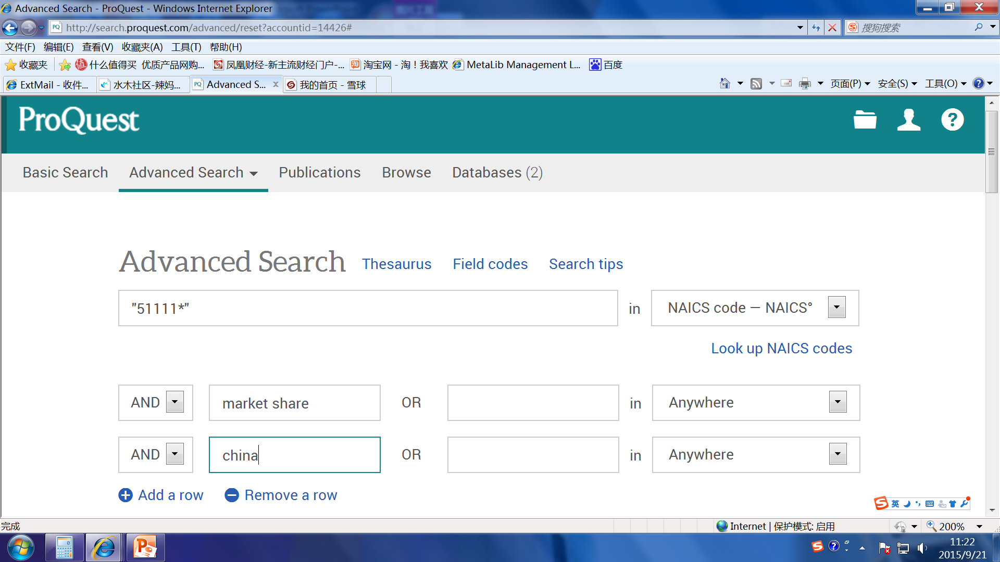 Advanced Search - ProQuest - Windows Internet Explorer
http://search.proquest.com/advanced/reset?accountid=14426#
搜狗搜索
文件(F) 编辑(E) 查看(V) 收藏夹(A) 工具(T) 帮助(H)
收藏夹 什么值得买 优质产品网购... 凤凰财经-新主流财经门户-... 淘宝网 - 淘！我喜欢 MetaLib Management L... 百度
ExtMail - 收件... 水木社区-辣妈... Advanced S... 我的首页 - 雪球 页面(P) 安全(S) 工具(O)
ProQuest
Basic Search Advanced Search Publications Browse Databases (2)
Advanced Search Thesaurus Field codes Search tips
"51111*" in NAICS code — NAICS°
Look up NAICS codes
AND market share OR in Anywhere
AND china OR in Anywhere
Add a row Remove a row
英
完成 Internet | 保护模式: 启用 200%
11:22
2015/9/21